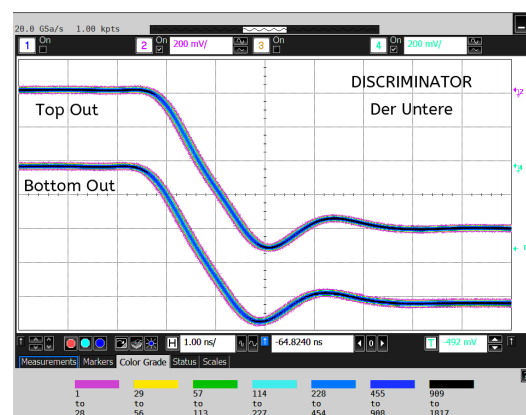 20.0 GSa/s 1.00 kpts
1 On 2 On 200 mV/ 3 On 4 On 200 mV/
DISCRIMINATOR
Top Out Der Untere
Bottom Out
H 1.00 ns/ -64.8240 ns 0 T -492 mV
Measurements Markers Color Grade Status Scales
1 29 57 114 228 455 909
to to to to to to to
28 56 113 227 454 908 1817